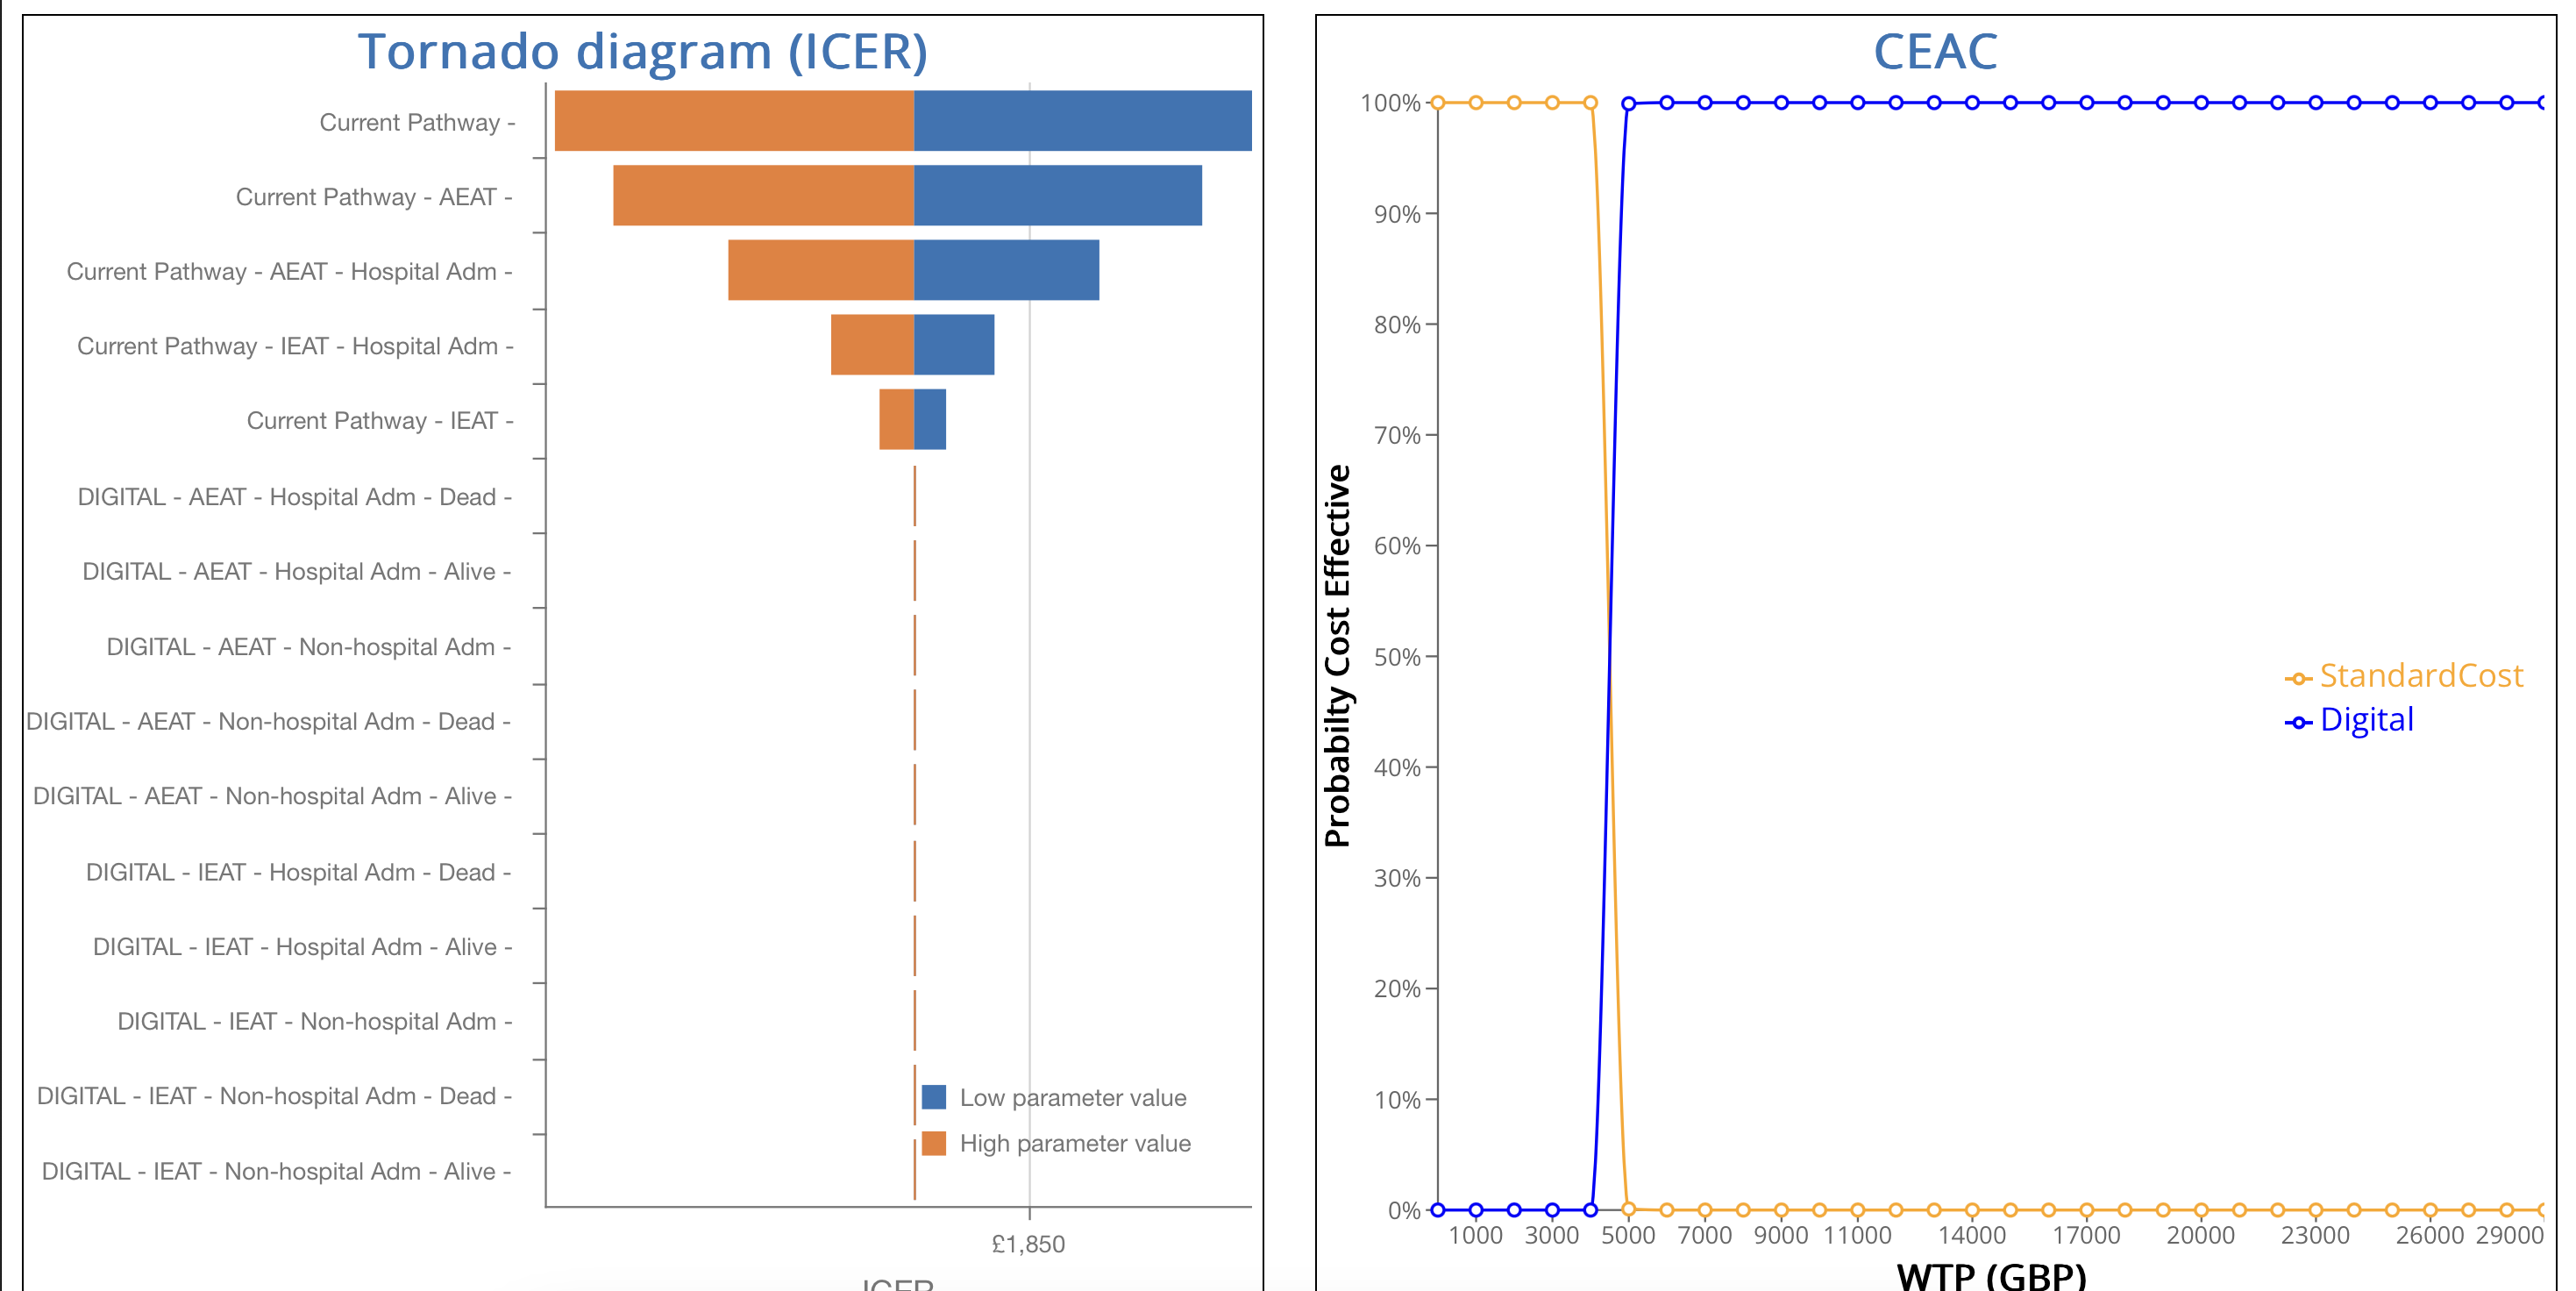 Tornado diagram (ICER)
Current Pathway -
Current Pathway - AEAT -
Current Pathway - AEAT - Hospital Adm -
Current Pathway - IEAT - Hospital Adm -
Current Pathway - IEAT -
DIGITAL - AEAT - Hospital Adm - Dead -
DIGITAL - AEAT - Hospital Adm - Alive -
DIGITAL - AEAT - Non-hospital Adm -
DIGITAL - AEAT - Non-hospital Adm - Dead -
DIGITAL - AEAT - Non-hospital Adm - Alive -
DIGITAL - IEAT - Hospital Adm - Dead -
DIGITAL - IEAT - Hospital Adm - Alive -
DIGITAL - IEAT - Non-hospital Adm -
DIGITAL - IEAT - Non-hospital Adm - Dead -
DIGITAL - IEAT - Non-hospital Adm - Alive -
Low parameter value
High parameter value
£1,850
ICER
CEAC
100%
90%
80%
70%
60%
50%
40%
30%
20%
10%
0%
Probabilty Cost Effective
StandardCost
Digital
1000 3000 5000 7000 9000 11000 14000 17000 20000 23000 26000 29000
WTP (GBP)